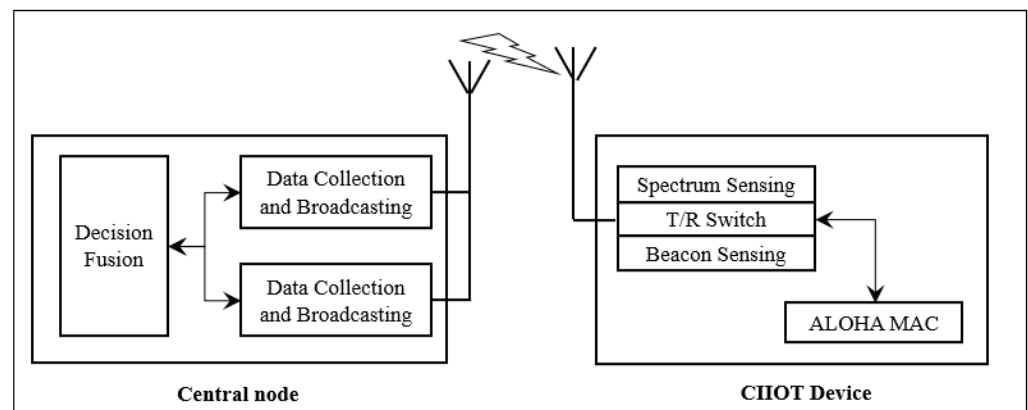 Decision
Fusion
Data Collection
and Broadcasting
Data Collection
and Broadcasting
Central node
Spectrum Sensing
T/R Switch
Beacon Sensing
ALOHA MAC
CIIOT Device